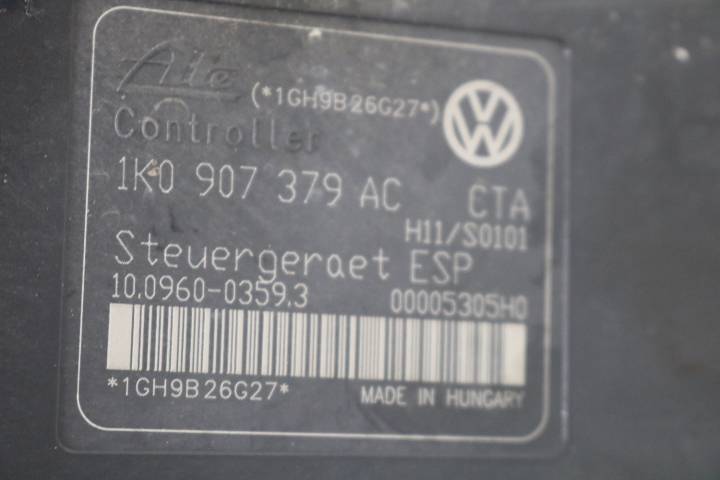 Ate (*1GH9B26G27*)
Controller
1K0 907 379 AC CTA
H11/S0101
Steuergeraet ESP
10.0960-0359.3 00005305H0
*1GH9B26G27* MADE IN HUNGARY